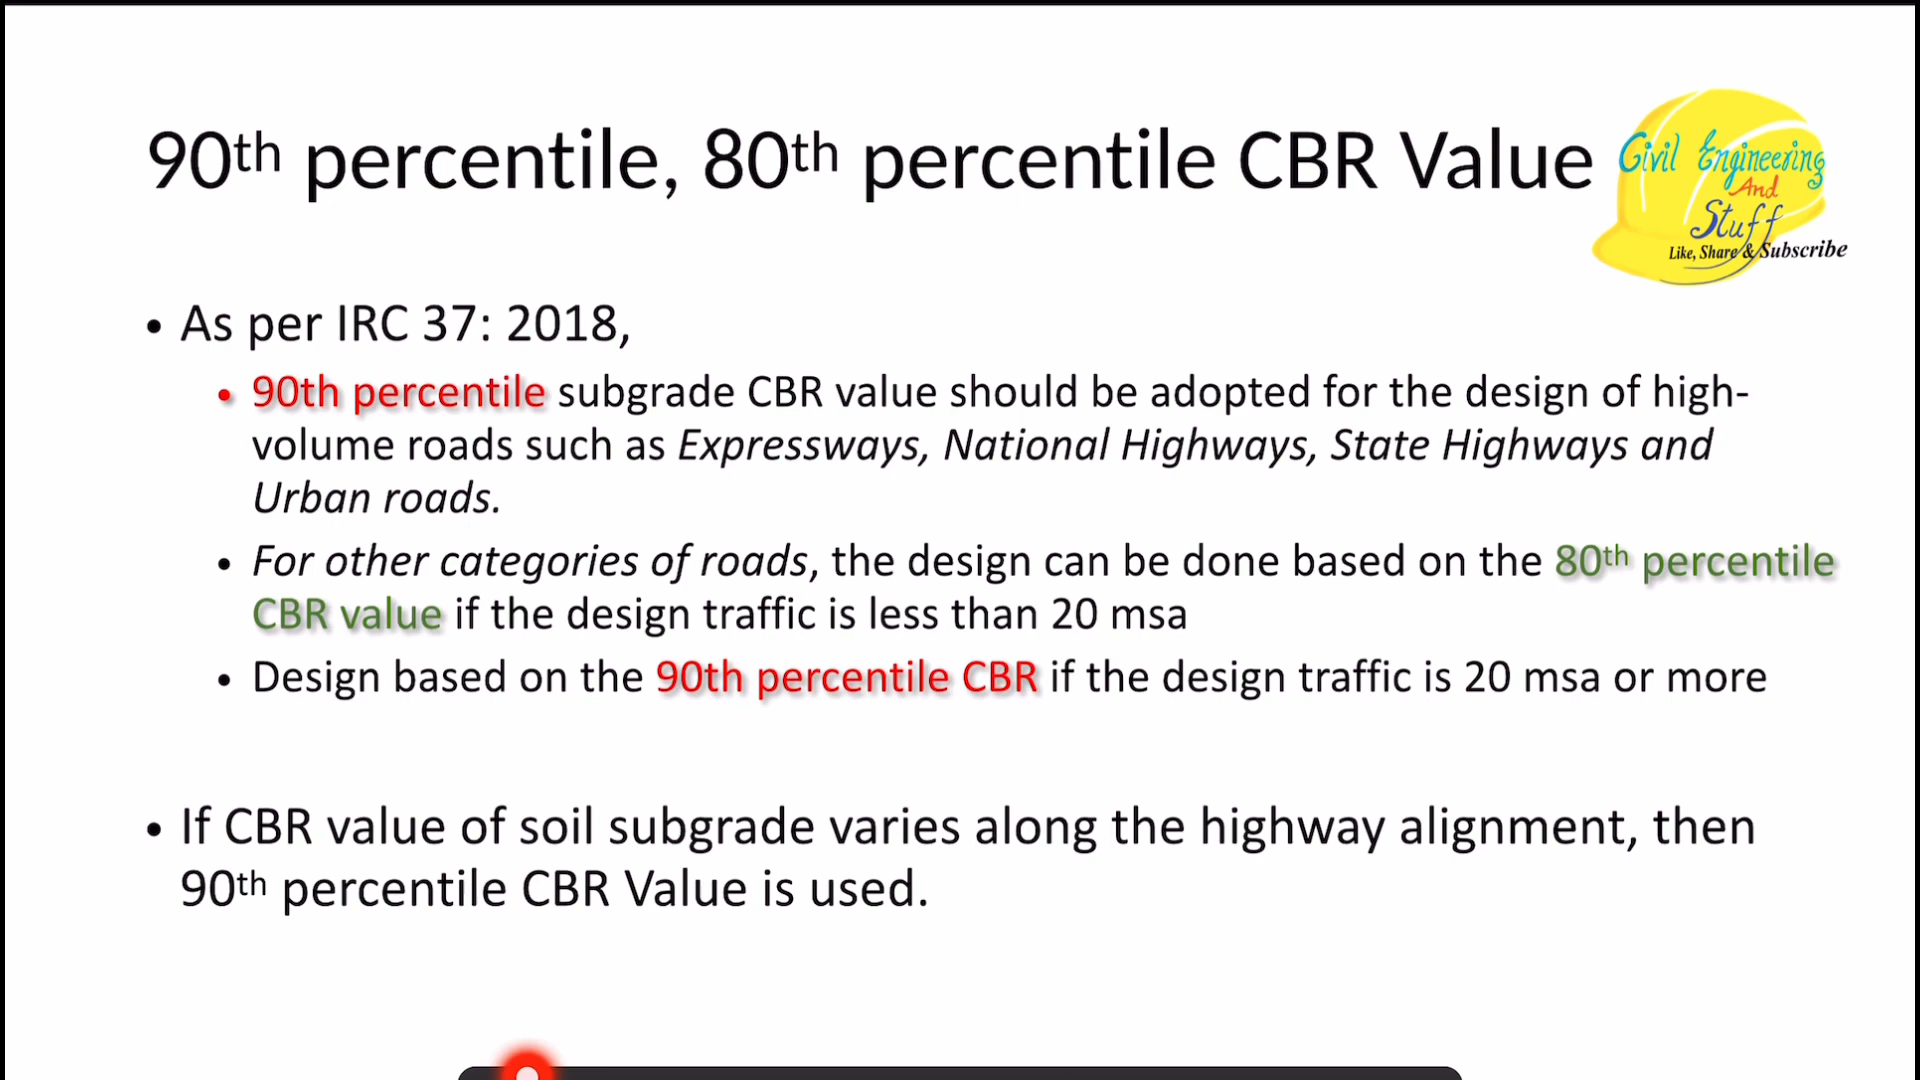 90th percentile, 80th percentile CBR Value
Civil Engineering
And
Stuff
Like, Share & Subscribe
• As per IRC 37: 2018,
• 90th percentile subgrade CBR value should be adopted for the design of high-
volume roads such as Expressways, National Highways, State Highways and
Urban roads.
• For other categories of roads, the design can be done based on the 80th percentile
CBR value if the design traffic is less than 20 msa
• Design based on the 90th percentile CBR if the design traffic is 20 msa or more
• If CBR value of soil subgrade varies along the highway alignment, then
90th percentile CBR Value is used.